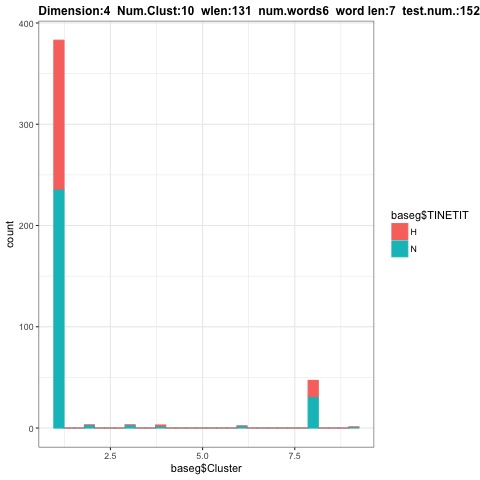 Dimension:4 Num.Clust:10 wlen:131 num.words6 word len:7 test.num.:152
400
300
200
100
0
count
2.5 5.0 7.5
baseg$Cluster
baseg$TINETIT
H
N